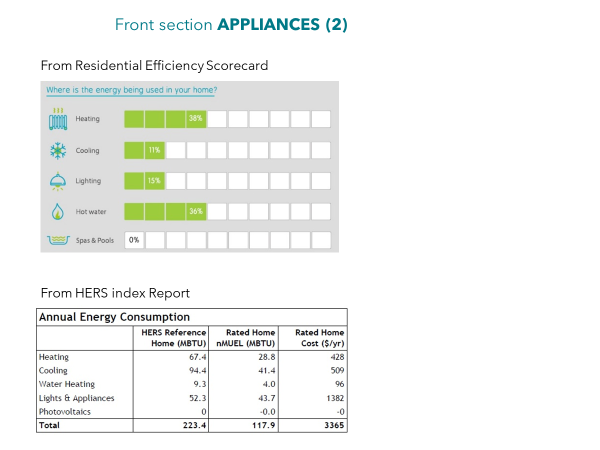 Front section APPLIANCES (2)
From Residential Efficiency Scorecard
Where is the energy being used in your home?
Heating 38%
Cooling 11%
Lighting 15%
Hot water 36%
Spas & Pools 0%
From HERS index Report
Annual Energy Consumption
HERS Reference Rated Home Rated Home
Home (MBTU) nMUEL (MBTU) Cost ($/yr)
Heating 67.4 28.8 428
Cooling 94.4 41.4 509
Water Heating 9.3 4.0 96
Lights & Appliances 52.3 43.7 1382
Photovoltaics 0 -0.0 -0
Total 223.4 117.9 3365